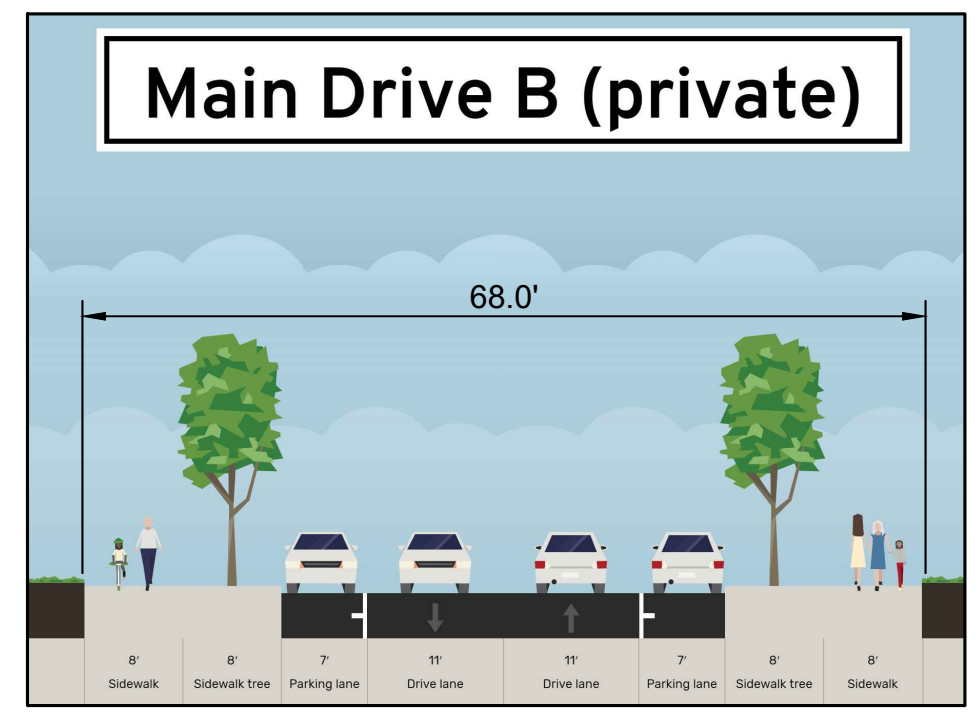 Main Drive B (private)
68.0'
8′ 8′ 7′ 11′ 11′ 7′ 8′ 8′
Sidewalk Sidewalk tree Parking lane Drive lane Drive lane Parking lane Sidewalk tree Sidewalk